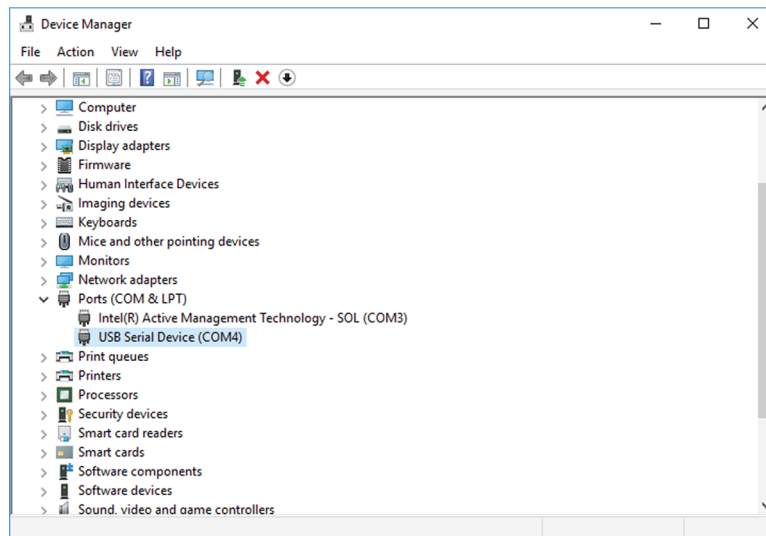 Device Manager
File Action View Help
Computer
Disk drives
Display adapters
Firmware
Human Interface Devices
Imaging devices
Keyboards
Mice and other pointing devices
Monitors
Network adapters
Ports (COM & LPT)
Intel(R) Active Management Technology - SOL (COM3)
USB Serial Device (COM4)
Print queues
Printers
Processors
Security devices
Smart card readers
Smart cards
Software components
Software devices
Sound, video and game controllers